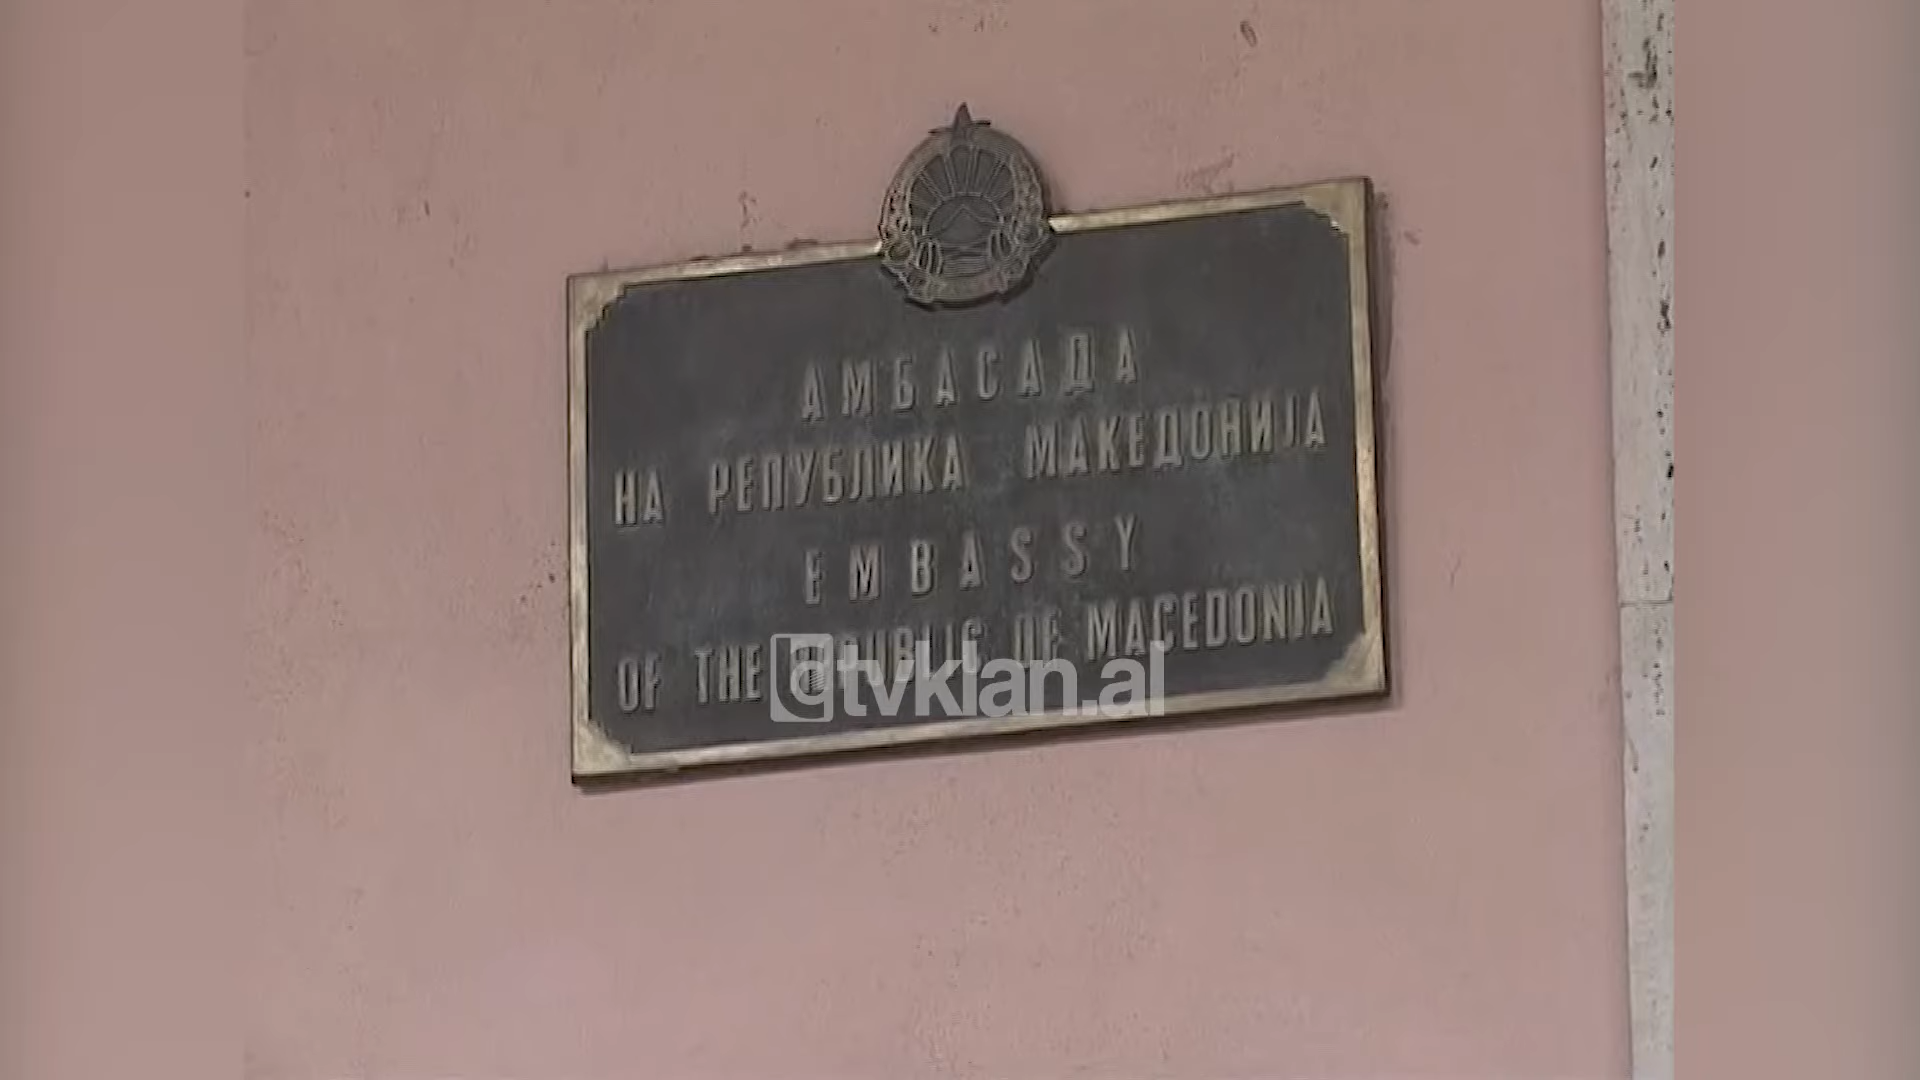 АМБАСАДА
НА РЕПУБЛИКА МАКЕДОНИЈА
EMBASSY
OF THE REPUBLIC OF MACEDONIA
tvklan.al